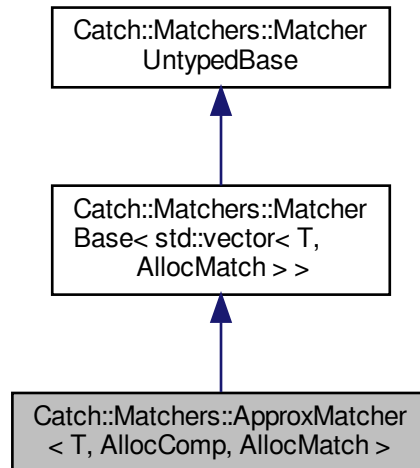 Catch::Matchers::Matcher
UntypedBase
Catch::Matchers::Matcher
Base< std::vector< T,
AllocMatch > >
Catch::Matchers::ApproxMatcher
< T, AllocComp, AllocMatch >